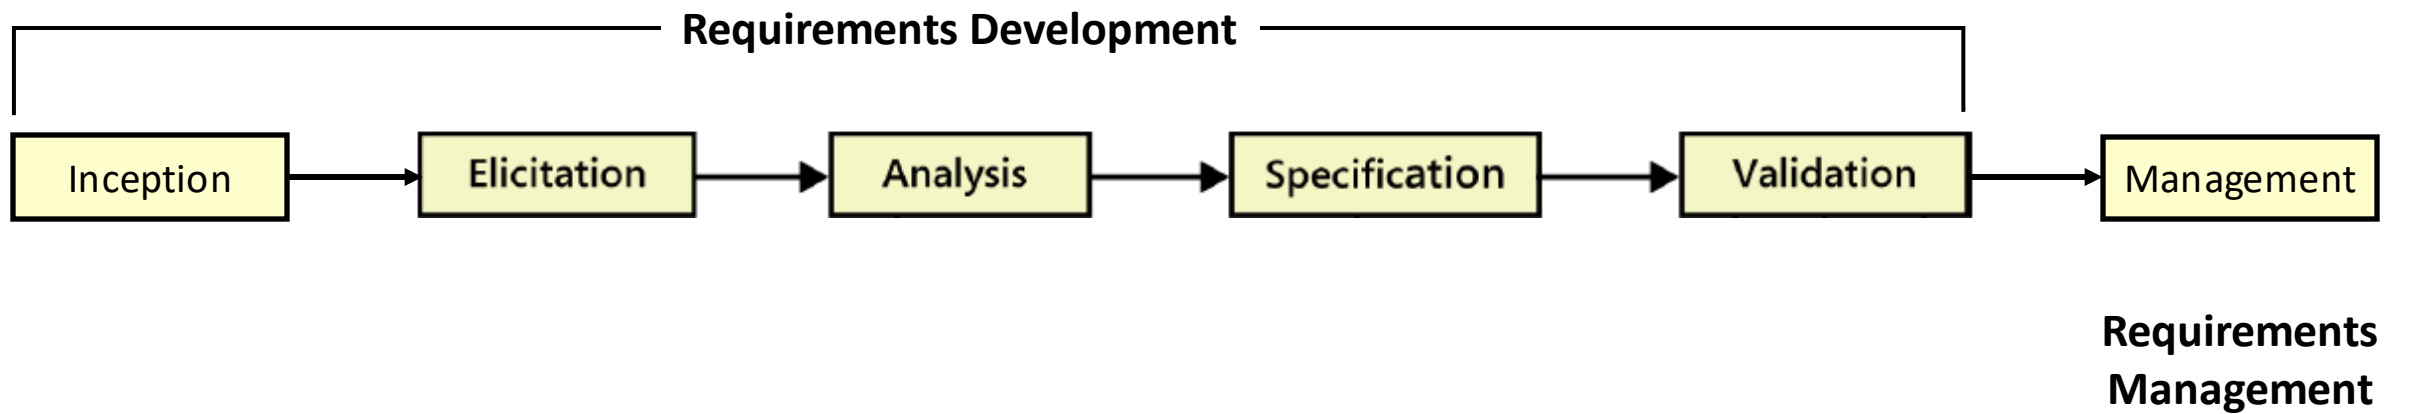 Requirements Development
Inception
Elicitation
Analysis
Specification
Validation
Management
Requirements
Management